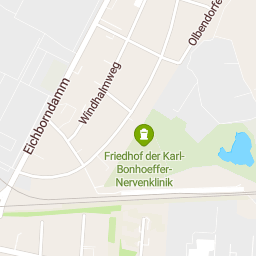 Olbendorfe
Windhalmweg
Eichborndamm
Friedhof der Karl-
Bonhoeffer-
Nervenklinik